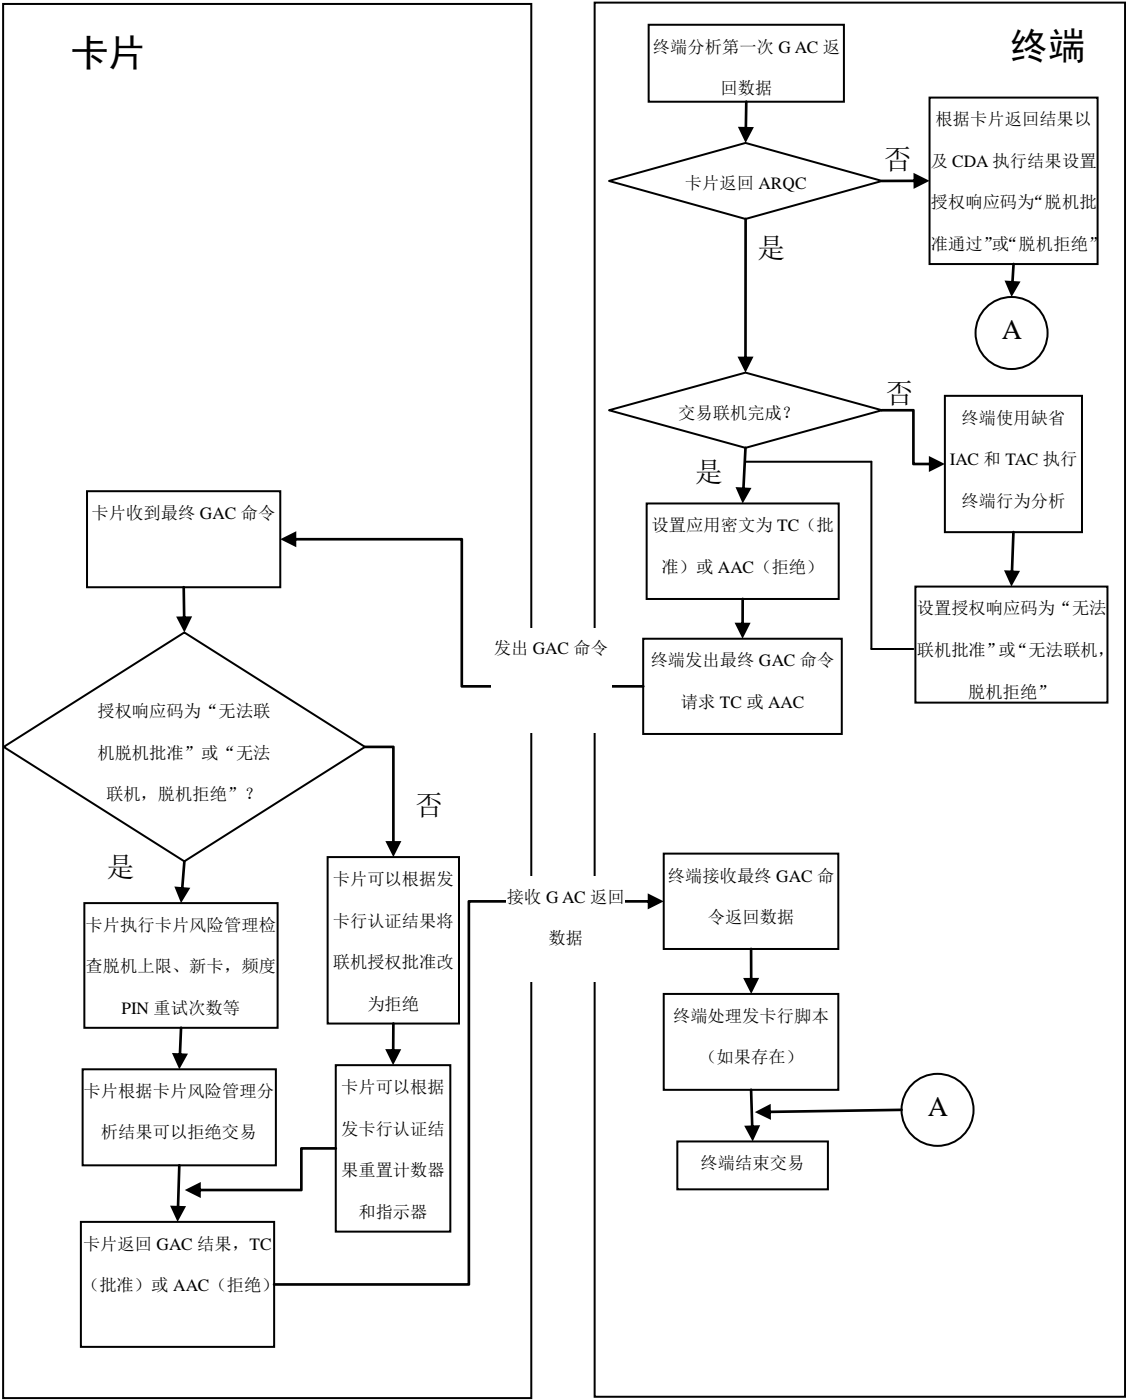 卡片
终端
终端分析第一次 G AC 返
回数据
卡片返回 ARQC
否
根据卡片返回结果以
及 CDA 执行结果设置
授权响应码为“脱机批
准通过”或“脱机拒绝”
A
是
交易联机完成？
否
终端使用缺省
IAC 和 TAC 执行
终端行为分析
是
设置应用密文为 TC（批
准）或 AAC（拒绝）
设置授权响应码为“无法
联机批准”或“无法联机，
脱机拒绝”
终端发出最终 GAC 命令
请求 TC 或 AAC
发出 GAC 命令
卡片收到最终 GAC 命令
授权响应码为“无法联
机脱机批准”或“无法
联机，脱机拒绝”？
否
是
卡片执行卡片风险管理检
查脱机上限、新卡，频度
PIN 重试次数等
卡片可以根据发
卡行认证结果将
联机授权批准改
为拒绝
卡片根据卡片风险管理分
析结果可以拒绝交易
卡片可以根据
发卡行认证结
果重置计数器
和指示器
卡片返回 GAC 结果，TC
（批准）或 AAC（拒绝）
接收 G AC 返回
数据
终端接收最终 GAC 命
令返回数据
终端处理发卡行脚本
（如果存在）
A
终端结束交易